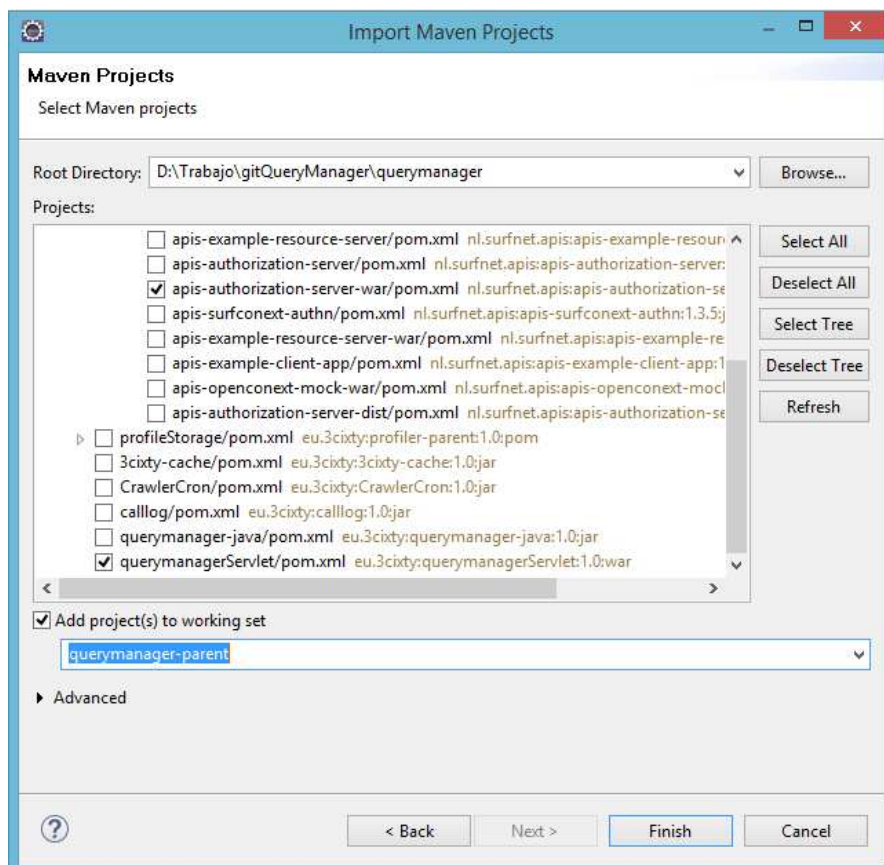 Import Maven Projects
Maven Projects
Select Maven projects
Root Directory: D:\Trabajo\gitQueryManager\querymanager Browse...
Projects:
apis-example-resource-server/pom.xml nl.surfnet.apis:apis-example-resour
apis-authorization-server/pom.xml nl.surfnet.apis:apis-authorization-server:
apis-authorization-server-war/pom.xml nl.surfnet.apis:apis-authorization-se
apis-surfconext-authn/pom.xml nl.surfnet.apis:apis-surfconext-authn:1.3.5:j
apis-example-resource-server-war/pom.xml nl.surfnet.apis:apis-example-re
apis-example-client-app/pom.xml nl.surfnet.apis:apis-example-client-app:1
apis-openconext-mock-war/pom.xml nl.surfnet.apis:apis-openconext-mocl
apis-authorization-server-dist/pom.xml nl.surfnet.apis:apis-authorization-se
profileStorage/pom.xml eu.3cixty:profiler-parent:1.0:pom
3cixty-cache/pom.xml eu.3cixty:3cixty-cache:1.0:jar
CrawlerCron/pom.xml eu.3cixty:CrawlerCron:1.0:jar
calllog/pom.xml eu.3cixty:calllog:1.0:jar
querymanager-java/pom.xml eu.3cixty:querymanager-java:1.0:jar
querymanagerServlet/pom.xml eu.3cixty:querymanagerServlet:1.0:war
Select All
Deselect All
Select Tree
Deselect Tree
Refresh
Add project(s) to working set
querymanager-parent
Advanced
? < Back Next > Finish Cancel